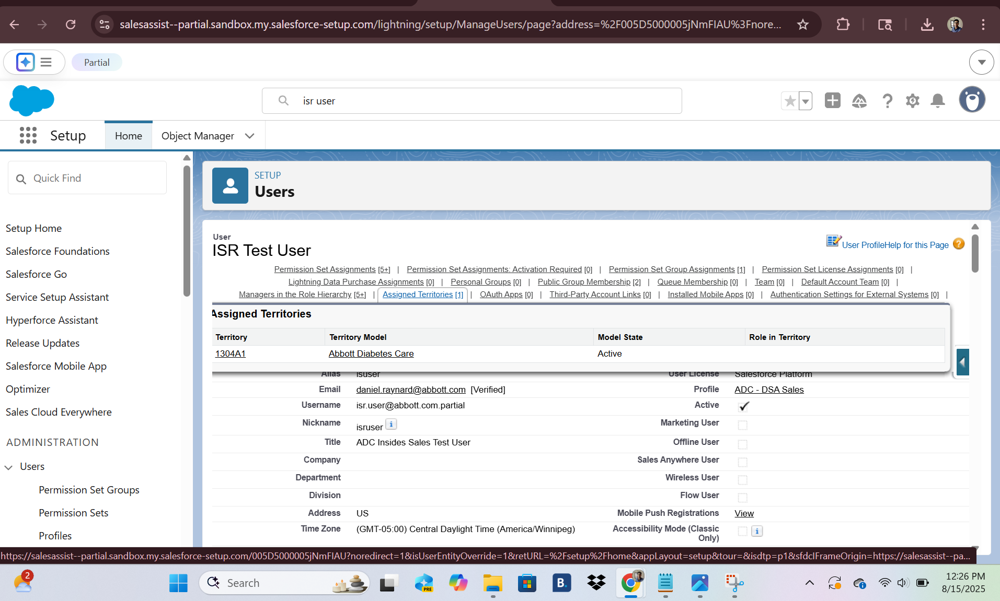 salesassist--partial.sandbox.my.salesforce-setup.com/lightning/setup/ManageUsers/page?address=%2F005D5000005jNmFIAU%3Fnore...
Partial
isr user
Setup
Home
Object Manager
Quick Find
SETUP
Users
Setup Home
Salesforce Foundations
Salesforce Go
Service Setup Assistant
Hyperforce Assistant
Release Updates
Salesforce Mobile App
Optimizer
Sales Cloud Everywhere
ADMINISTRATION
Users
Permission Set Groups
Permission Sets
Profiles
User
ISR Test User
User Profile
Help for this Page
Permission Set Assignments [5+] | Permission Set Assignments: Activation Required [0] | Permission Set Group Assignments [1] | Permission Set License Assignments [0] |
Lightning Data Purchase Assignments [0] | Personal Groups [0] | Public Group Membership [2] | Queue Membership [0] | Team [0] | Default Account Team [0] |
Managers in the Role Hierarchy [5+] | Assigned Territories [1] | OAuth Apps [0] | Third-Party Account Links [0] | Installed Mobile Apps [0] | Authentication Settings for External Systems [0] |
Assigned Territories
Territory Territory Model Model State Role in Territory
1304A1 Abbott Diabetes Care Active
Alias isuser User License Salesforce Platform
Email daniel.raynard@abbott.com [Verified] Profile ADC - DSA Sales
Username isr.user@abbott.com.partial Active
Nickname isruser Marketing User
Title ADC Insides Sales Test User Offline User
Company Sales Anywhere User
Department Wireless User
Division Flow User
Address US Mobile Push Registrations View
Time Zone (GMT-05:00) Central Daylight Time (America/Winnipeg) Accessibility Mode (Classic
Only)
https://salesassist--partial.sandbox.my.salesforce-setup.com/005D5000005jNmFIAU?noredirect=1&isUserEntityOverride=1&retURL=%2Fsetup%2Fhome&appLayout=setup&tour=&isdtp=p1&sfdcIFrameOrigin=https://salesassist--pa...
2
Search
PRE
B.
12:26 PM
8/15/2025